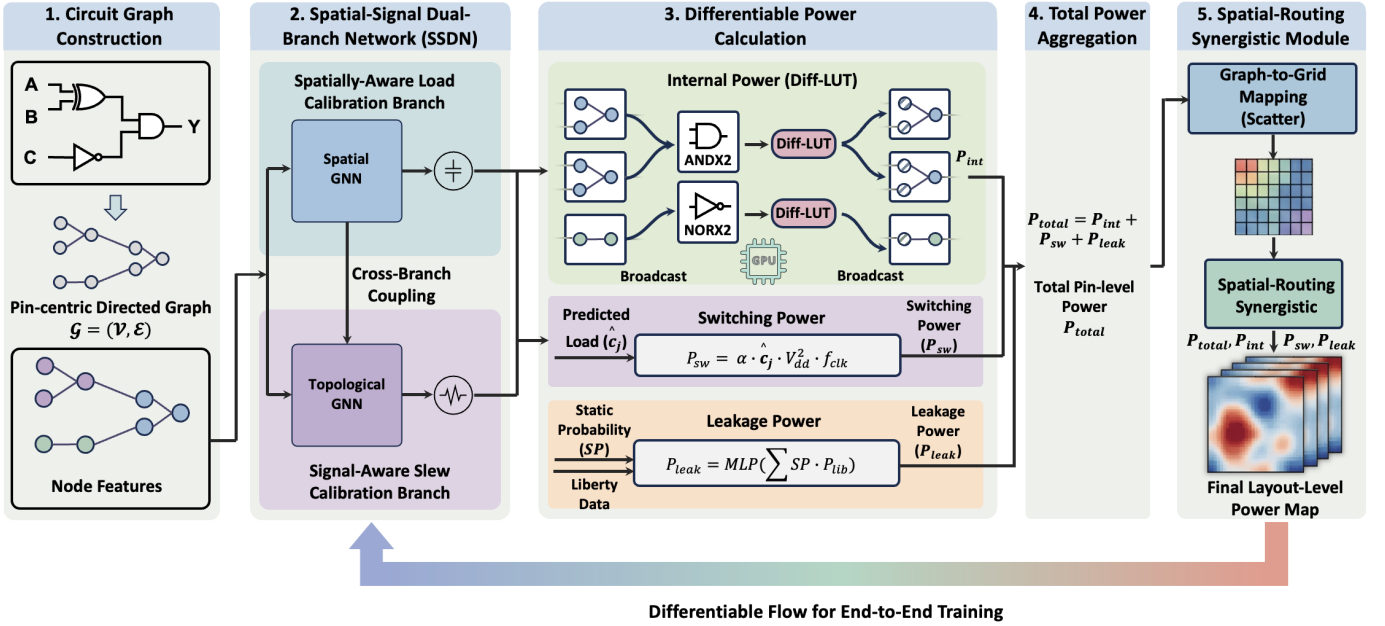 1. Circuit Graph
Construction
A
B
C
Y
Pin-centric Directed Graph
𝒢 = (𝒱, ℰ)
Node Features
2. Spatial-Signal Dual-
Branch Network (SSDN)
Spatially-Aware Load
Calibration Branch
Spatial
GNN
Cross-Branch
Coupling
Topological
GNN
Signal-Aware Slew
Calibration Branch
3. Differentiable Power
Calculation
Internal Power (Diff-LUT)
ANDX2
Diff-LUT
NORX2
Diff-LUT
Broadcast
GPU
Broadcast
P_int
Predicted
Load (ĉ_j)
Switching Power
P_sw = α · ĉ_j · V_dd^2 · f_clk
Switching
Power
(P_sw)
Static
Probability
(SP)
Liberty
Data
Leakage Power
P_leak = MLP(∑ SP · P_lib)
Leakage
Power
(P_leak)
4. Total Power
Aggregation
P_total = P_int +
P_sw + P_leak
Total Pin-level
Power
P_total
5. Spatial-Routing
Synergistic Module
Graph-to-Grid
Mapping
(Scatter)
Spatial-Routing
Synergistic
P_total, P_int P_sw, P_leak
Final Layout-Level
Power Map
Differentiable Flow for End-to-End Training